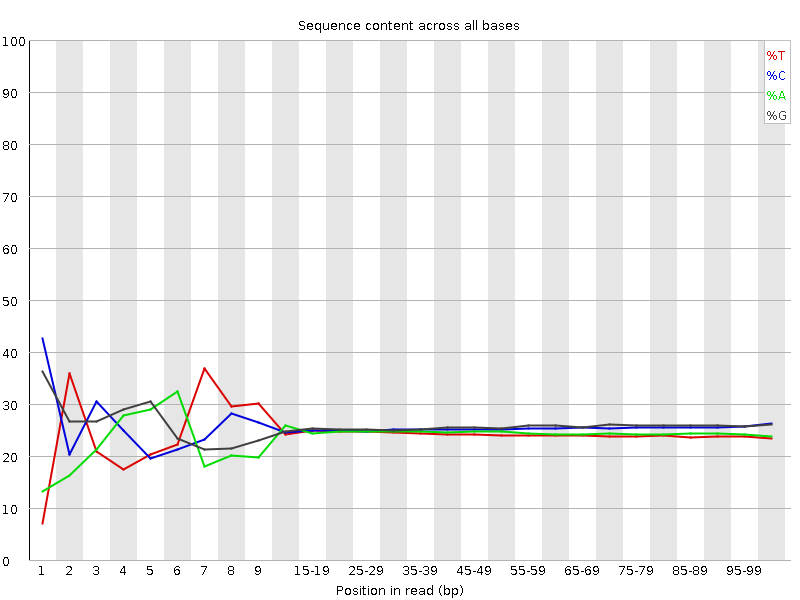 Sequence content across all bases
100
90
80
70
60
50
40
30
20
10
0
%T
%C
%A
%G
1 2 3 4 5 6 7 8 9 15-19 25-29 35-39 45-49 55-59 65-69 75-79 85-89 95-99
Position in read (bp)